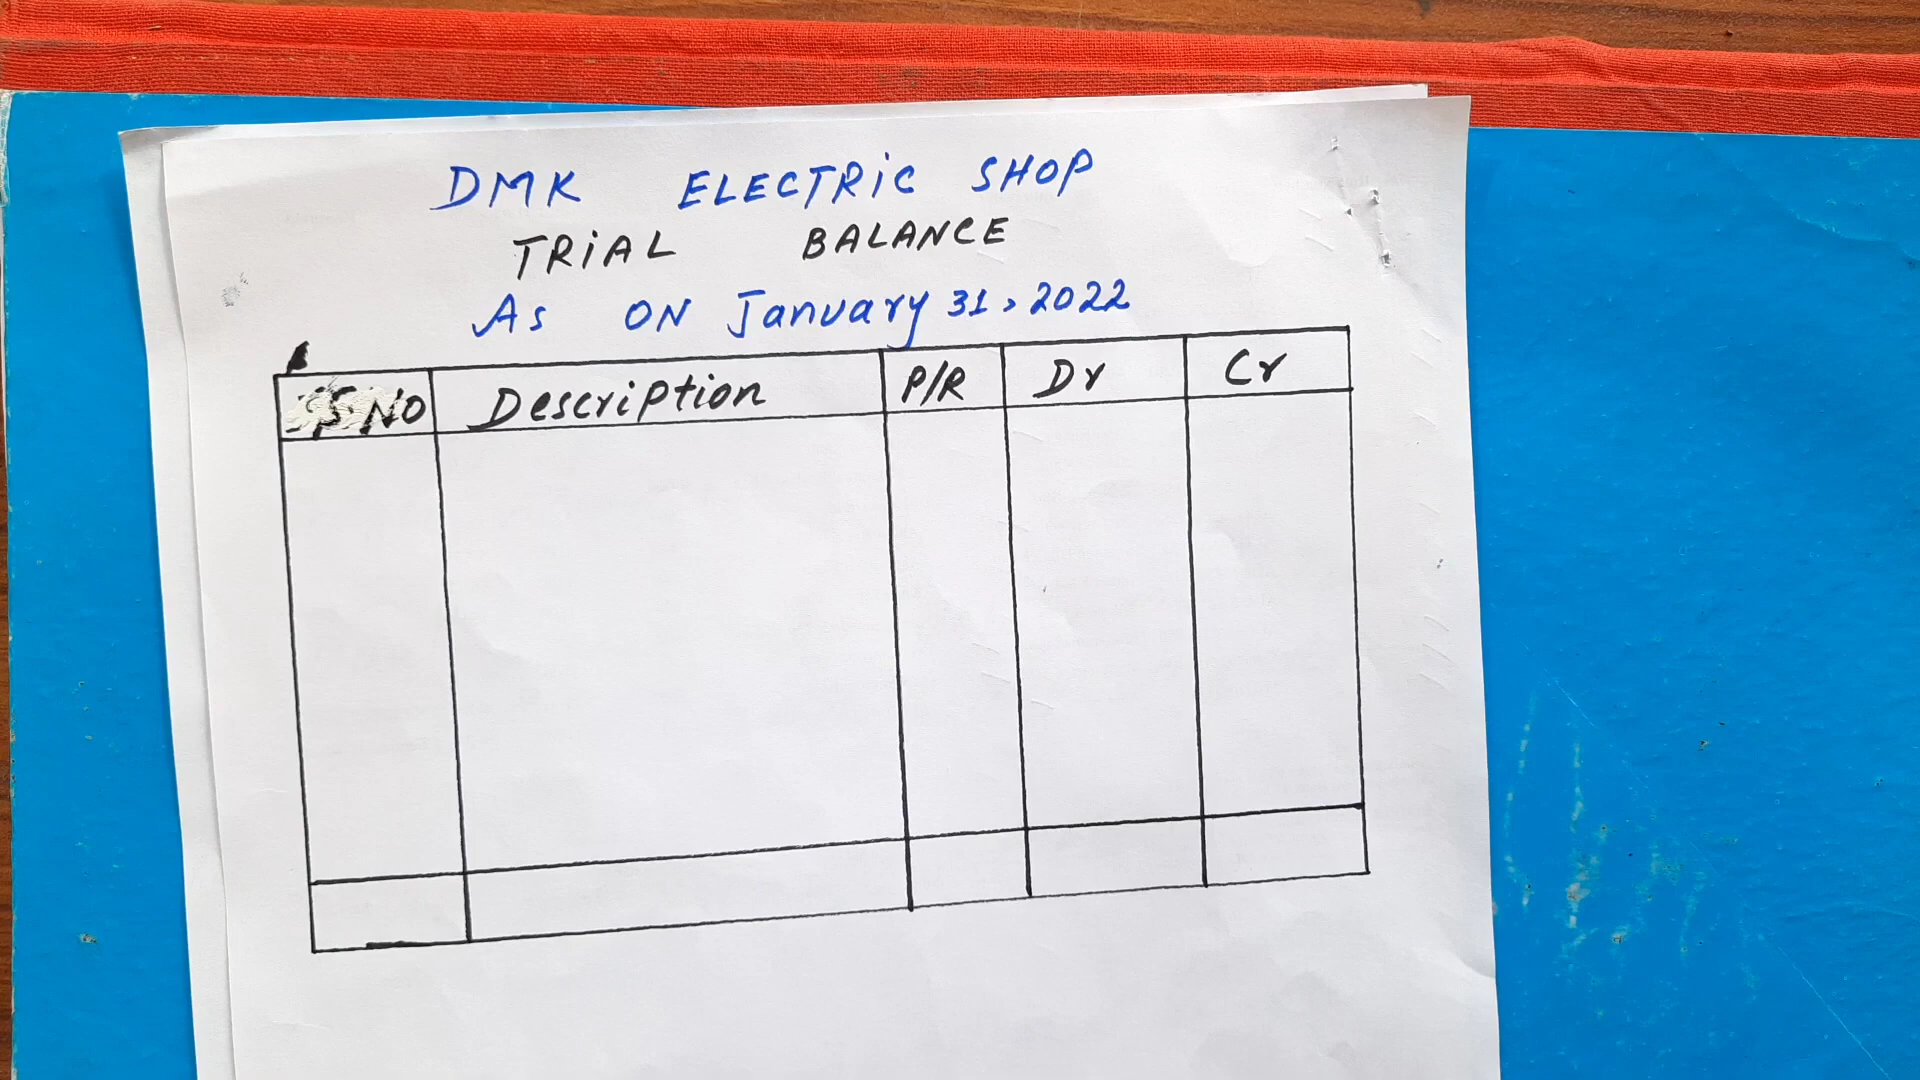 DMK ELECTRIC SHOP
TRIAL BALANCE
As ON January 31, 2022
S NO Description P/R Dr Cr